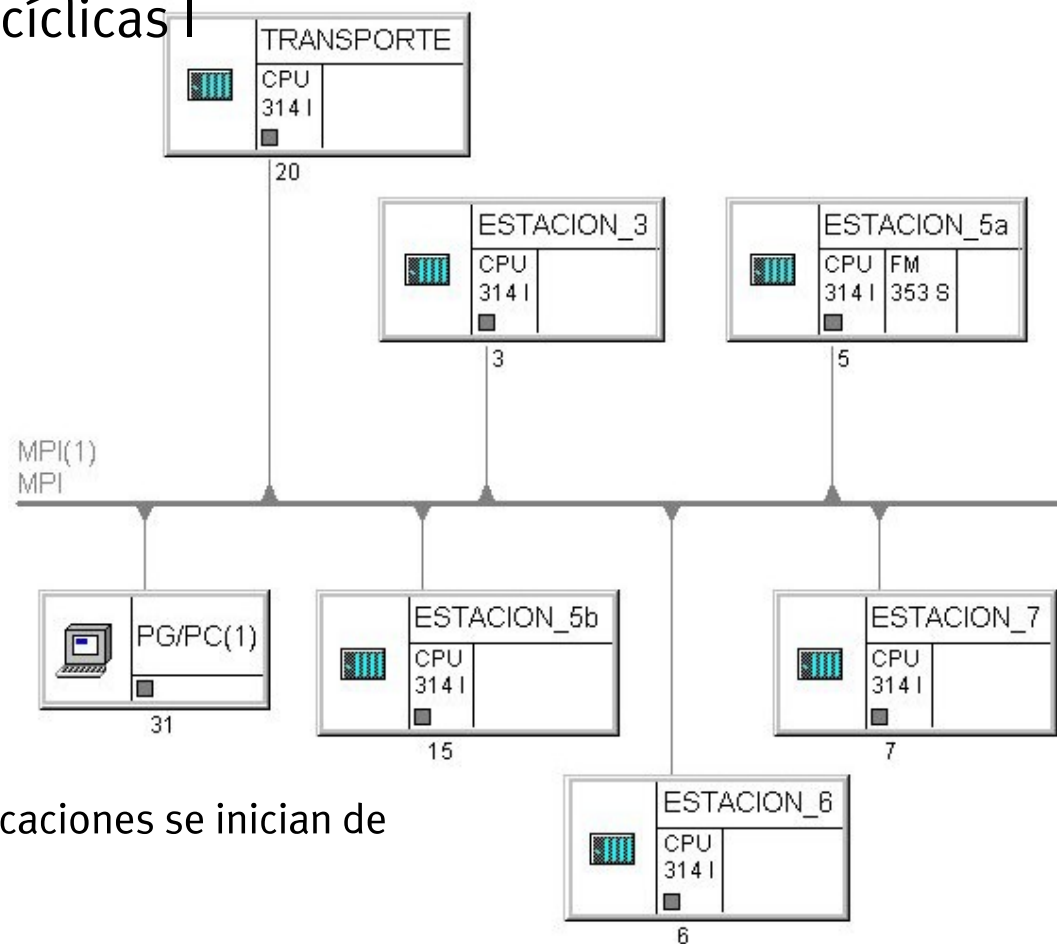 cíclicas I
TRANSPORTE
CPU
314 I
20
ESTACION_3
CPU
314 I
3
ESTACION_5a
CPU FM
314 I 353 S
5
MPI(1)
MPI
PG/PC(1)
31
ESTACION_5b
CPU
314 I
15
ESTACION_7
CPU
314 I
7
caciones se inician de
ESTACION_6
CPU
314 I
6